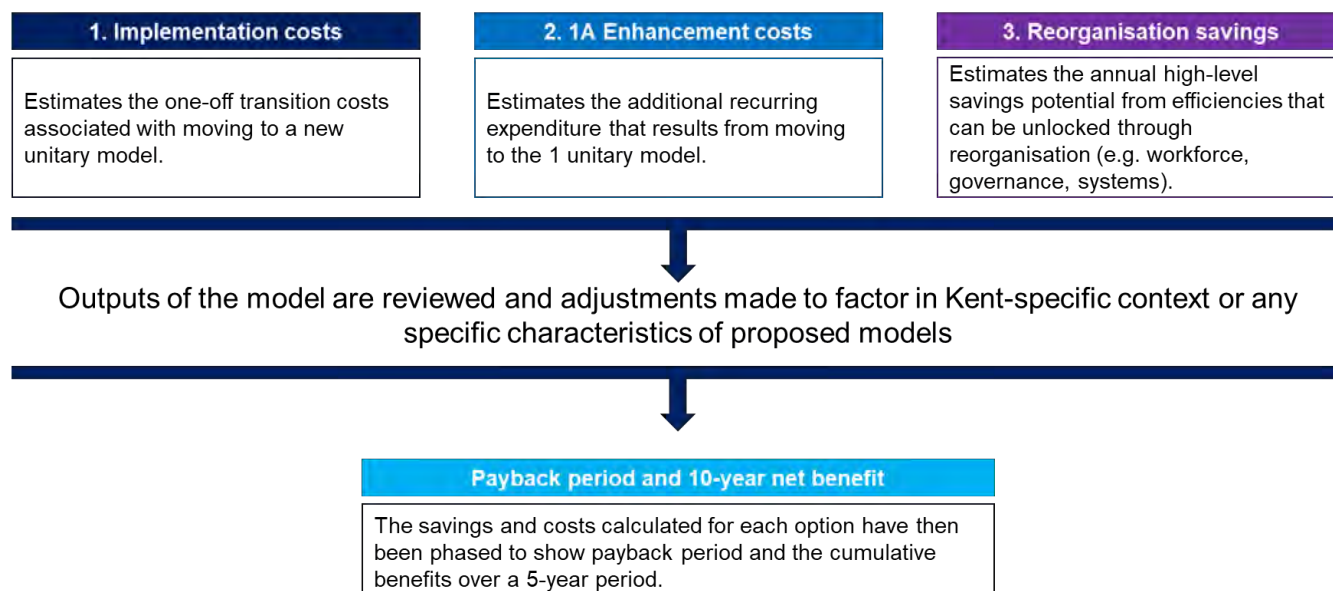 1. Implementation costs
Estimates the one-off transition costs
associated with moving to a new
unitary model.
2. 1A Enhancement costs
Estimates the additional recurring
expenditure that results from moving
to the 1 unitary model.
3. Reorganisation savings
Estimates the annual high-level
savings potential from efficiencies that
can be unlocked through
reorganisation (e.g. workforce,
governance, systems).
Outputs of the model are reviewed and adjustments made to factor in Kent-specific context or any
specific characteristics of proposed models
Payback period and 10-year net benefit
The savings and costs calculated for each option have then
been phased to show payback period and the cumulative
benefits over a 5-year period.